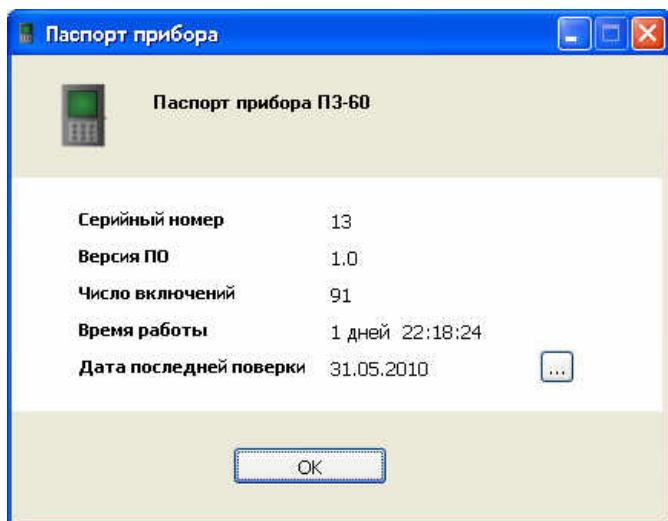 Паспорт прибора
Паспорт прибора ПЗ-60
Серийный номер 13
Версия ПО 1.0
Число включений 91
Время работы 1 дней 22:18:24
Дата последней поверки 31.05.2010 ...
OK